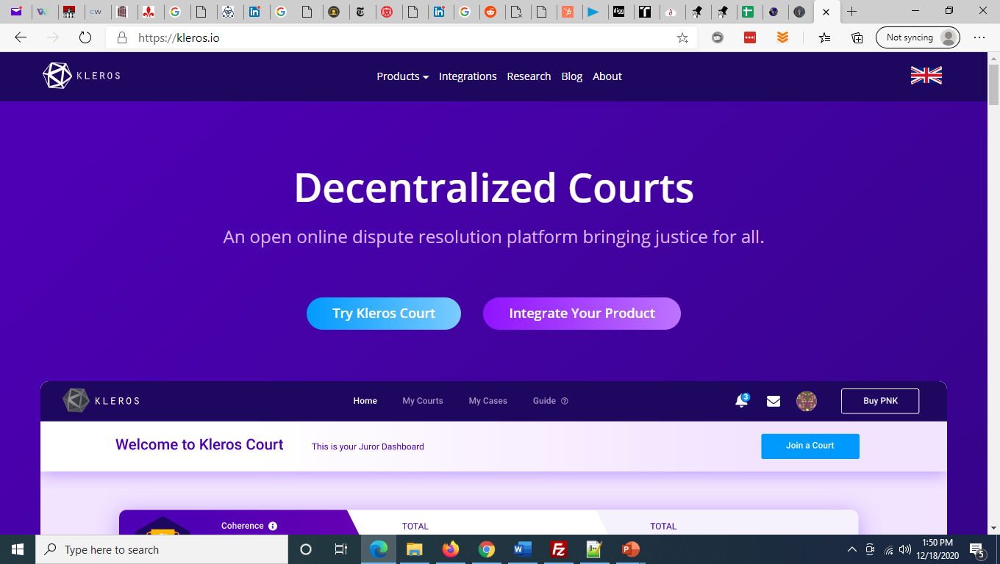 https://kleros.io
Not syncing
KLEROS
Products
Integrations
Research
Blog
About
Decentralized Courts
An open online dispute resolution platform bringing justice for all.
Try Kleros Court
Integrate Your Product
KLEROS
Home
My Courts
My Cases
Guide
3
Buy PNK
Welcome to Kleros Court
This is your Juror Dashboard
Join a Court
Coherence
TOTAL
TOTAL
Type here to search
1:50 PM
12/18/2020
5